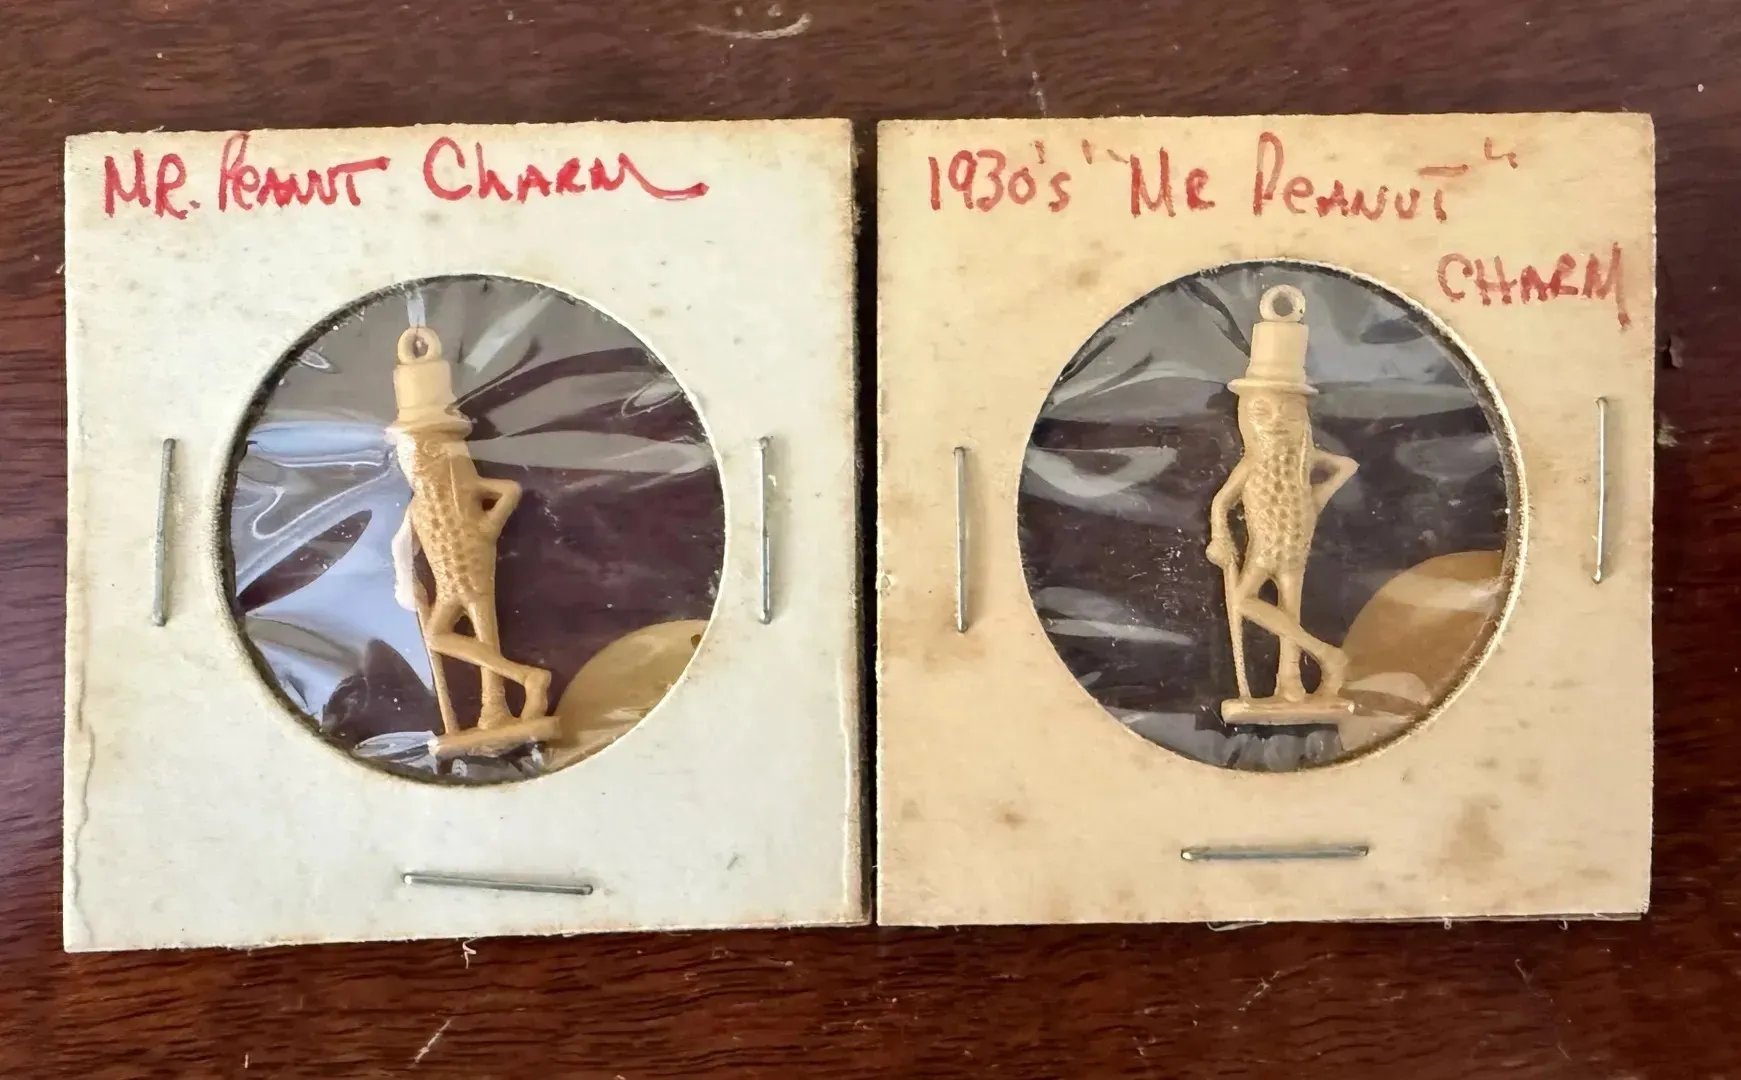 MR. PEANUT CHARM
1930's "MR PEANUT"
CHARM